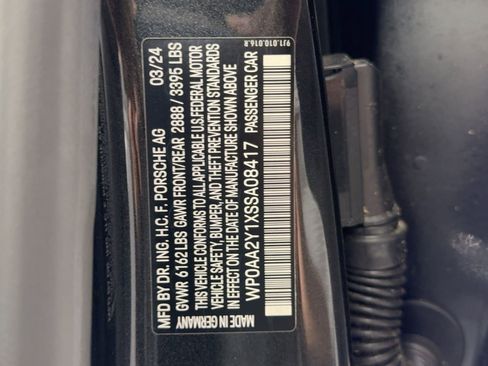 MFD BY DR. ING. H.C. F. PORSCHE AG 03/24
GVWR 6162 LBS GAWR FRONT/REAR 2888 / 3395 LBS
THIS VEHICLE CONFORMS TO ALL APPLICABLE U.S.FEDERAL MOTOR
VEHICLE SAFETY, BUMPER, AND THEFT PREVENTION STANDARDS
IN EFFECT ON THE DATE OF MANUFACTURE SHOWN ABOVE
WP0AA2Y1XSSA08417 PASSENGER CAR
MADE IN GERMANY
9J1.010.016.R